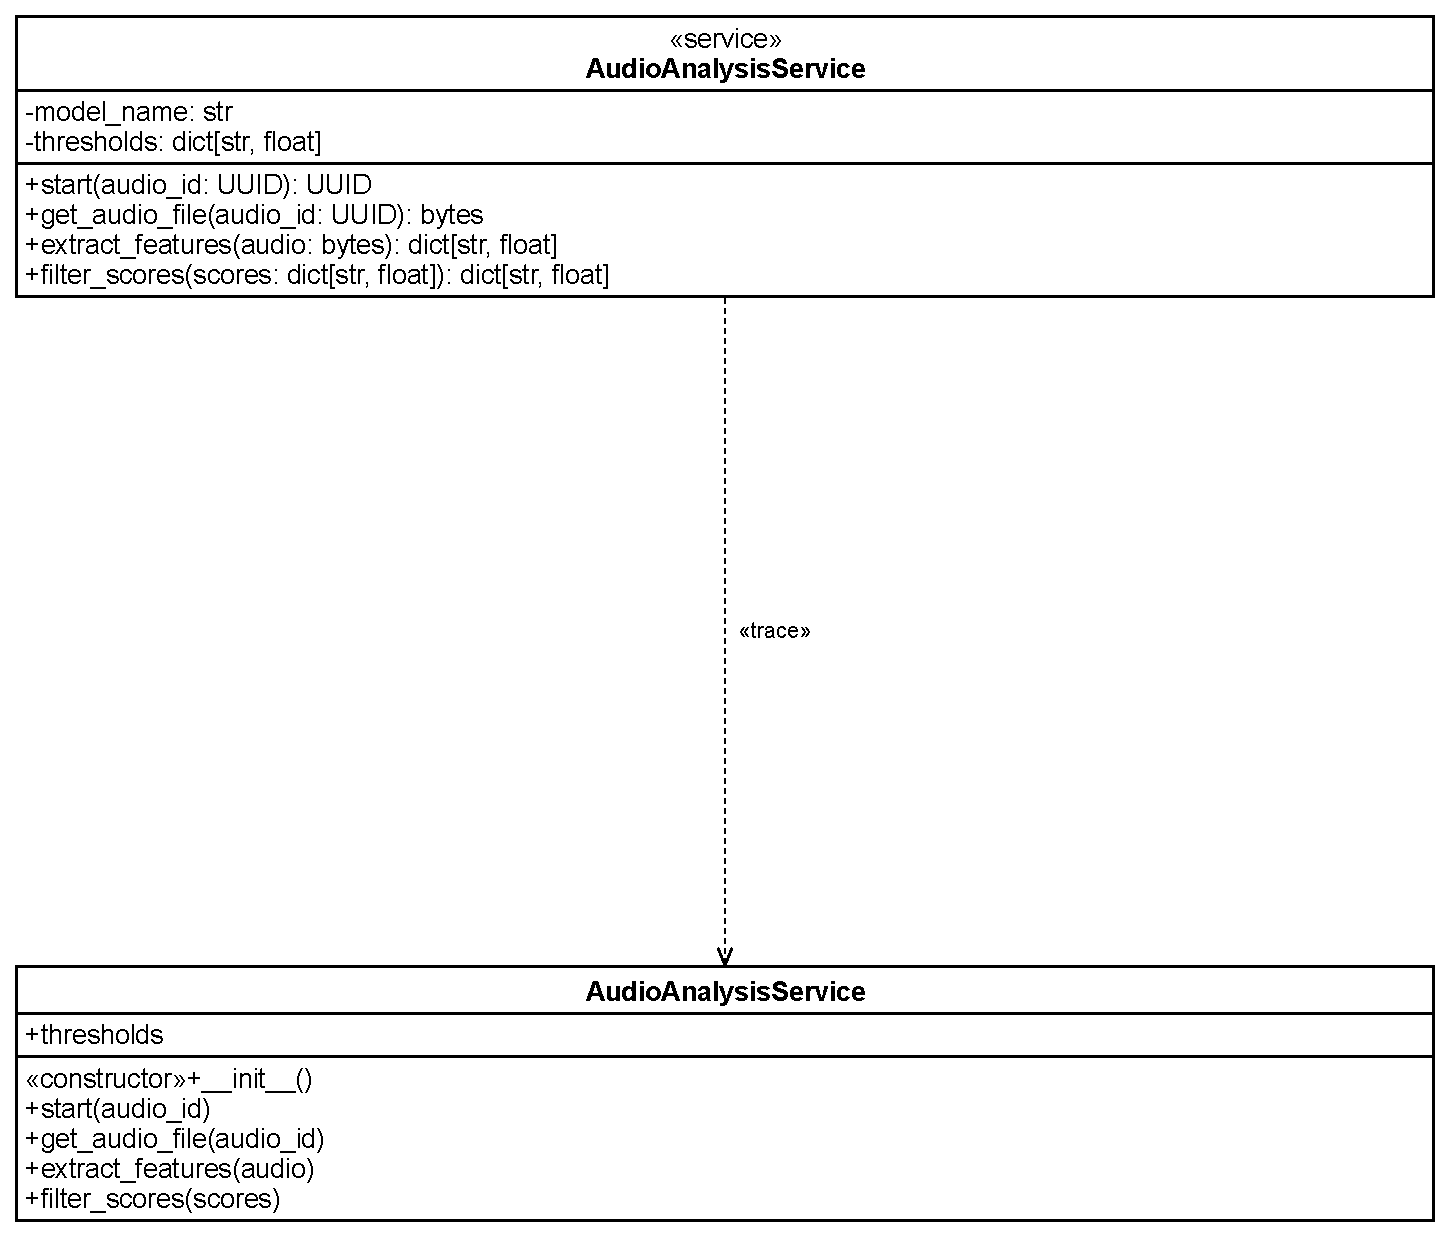 «service»
AudioAnalysisService
-model_name: str
-thresholds: dict[str, float]
+start(audio_id: UUID): UUID
+get_audio_file(audio_id: UUID): bytes
+extract_features(audio: bytes): dict[str, float]
+filter_scores(scores: dict[str, float]): dict[str, float]
«trace»
AudioAnalysisService
+thresholds
«constructor»+__init__()
+start(audio_id)
+get_audio_file(audio_id)
+extract_features(audio)
+filter_scores(scores)